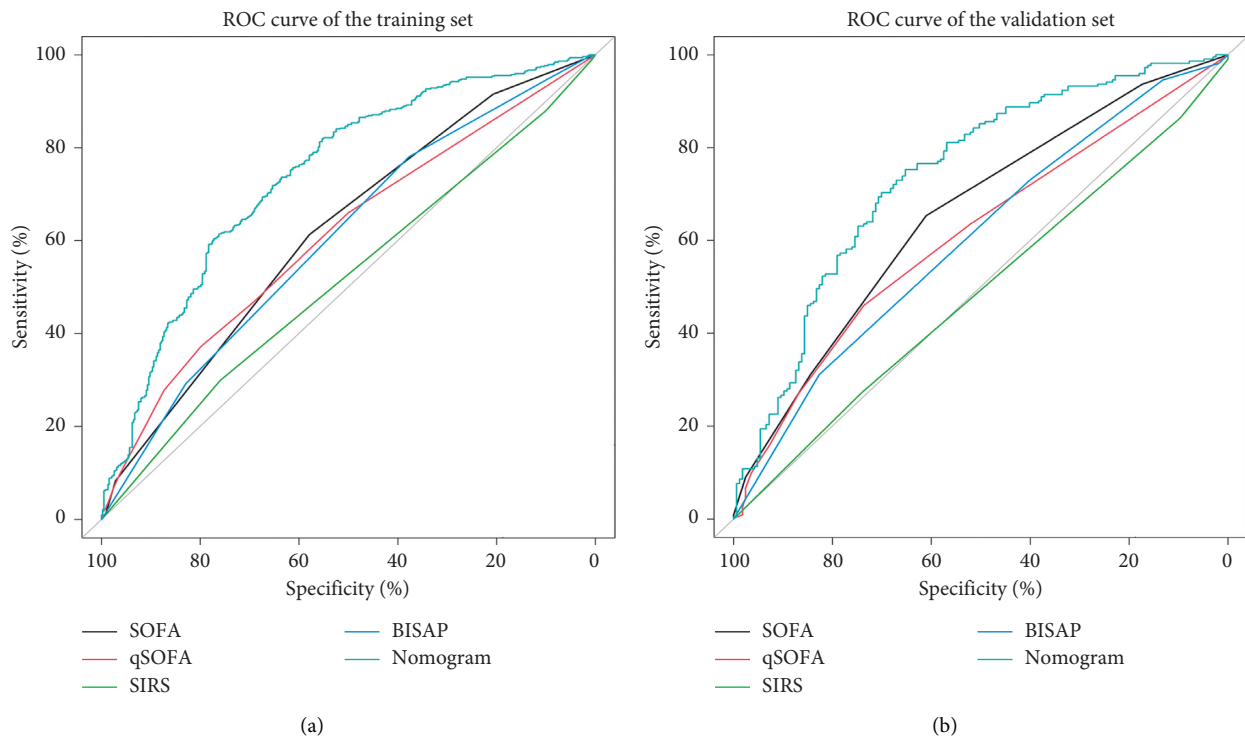 ROC curve of the training set
100
80
60
40
20
0
Sensitivity (%)
100
80
60
40
20
0
Specificity (%)
SOFA
qSOFA
SIRS
BISAP
Nomogram
(a)
ROC curve of the validation set
100
80
60
40
20
0
Sensitivity (%)
100
80
60
40
20
0
Specificity (%)
SOFA
qSOFA
SIRS
BISAP
Nomogram
(b)